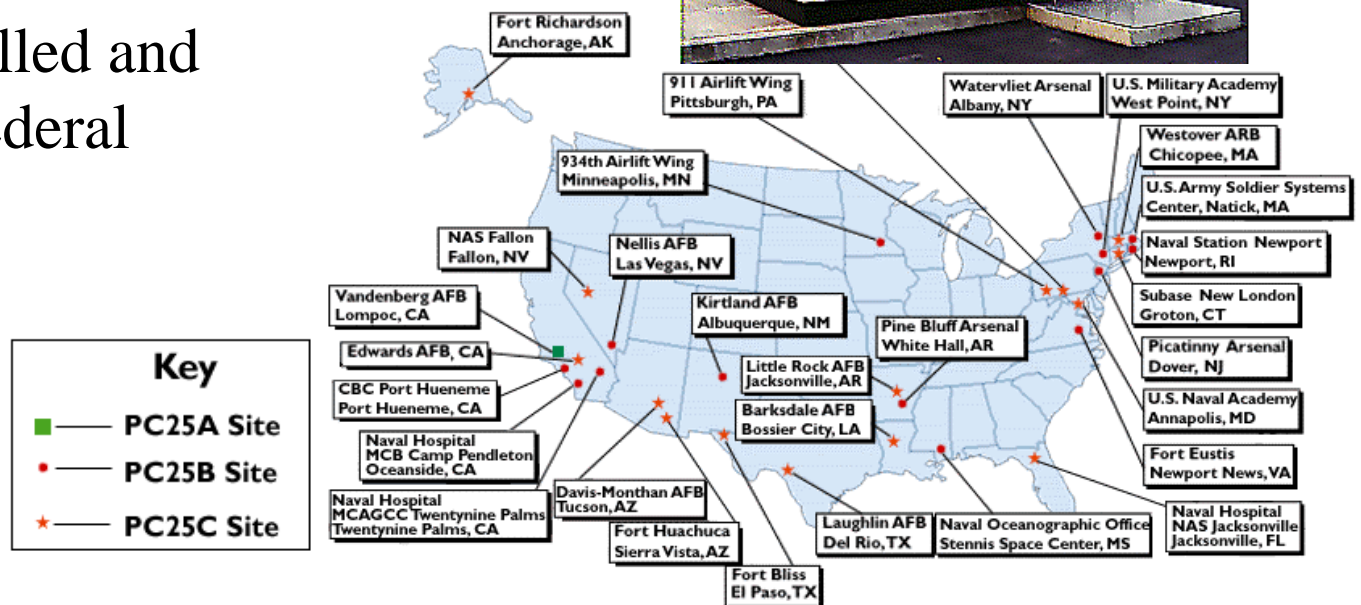 lled and
deral
Fort Richardson
Anchorage, AK
911 Airlift Wing
Pittsburgh, PA
Watervliet Arsenal
Albany, NY
U.S. Military Academy
West Point, NY
Westover ARB
Chicopee, MA
934th Airlift Wing
Minneapolis, MN
U.S. Army Soldier Systems
Center, Natick, MA
NAS Fallon
Fallon, NV
Nellis AFB
Las Vegas, NV
Naval Station Newport
Newport, RI
Vandenberg AFB
Lompoc, CA
Kirtland AFB
Albuquerque, NM
Subase New London
Groton, CT
Pine Bluff Arsenal
White Hall, AR
Edwards AFB, CA
Little Rock AFB
Jacksonville, AR
Picatinny Arsenal
Dover, NJ
CBC Port Hueneme
Port Hueneme, CA
Barksdale AFB
Bossier City, LA
U.S. Naval Academy
Annapolis, MD
Naval Hospital
MCB Camp Pendleton
Oceanside, CA
Fort Eustis
Newport News, VA
Naval Hospital
MCAGCC Twentynine Palms
Twentynine Palms, CA
Davis-Monthan AFB
Tucson, AZ
Fort Huachuca
Sierra Vista, AZ
Fort Bliss
El Paso, TX
Laughlin AFB
Del Rio, TX
Naval Oceanographic Office
Stennis Space Center, MS
Naval Hospital
NAS Jacksonville
Jacksonville, FL
Key
PC25A Site
PC25B Site
PC25C Site